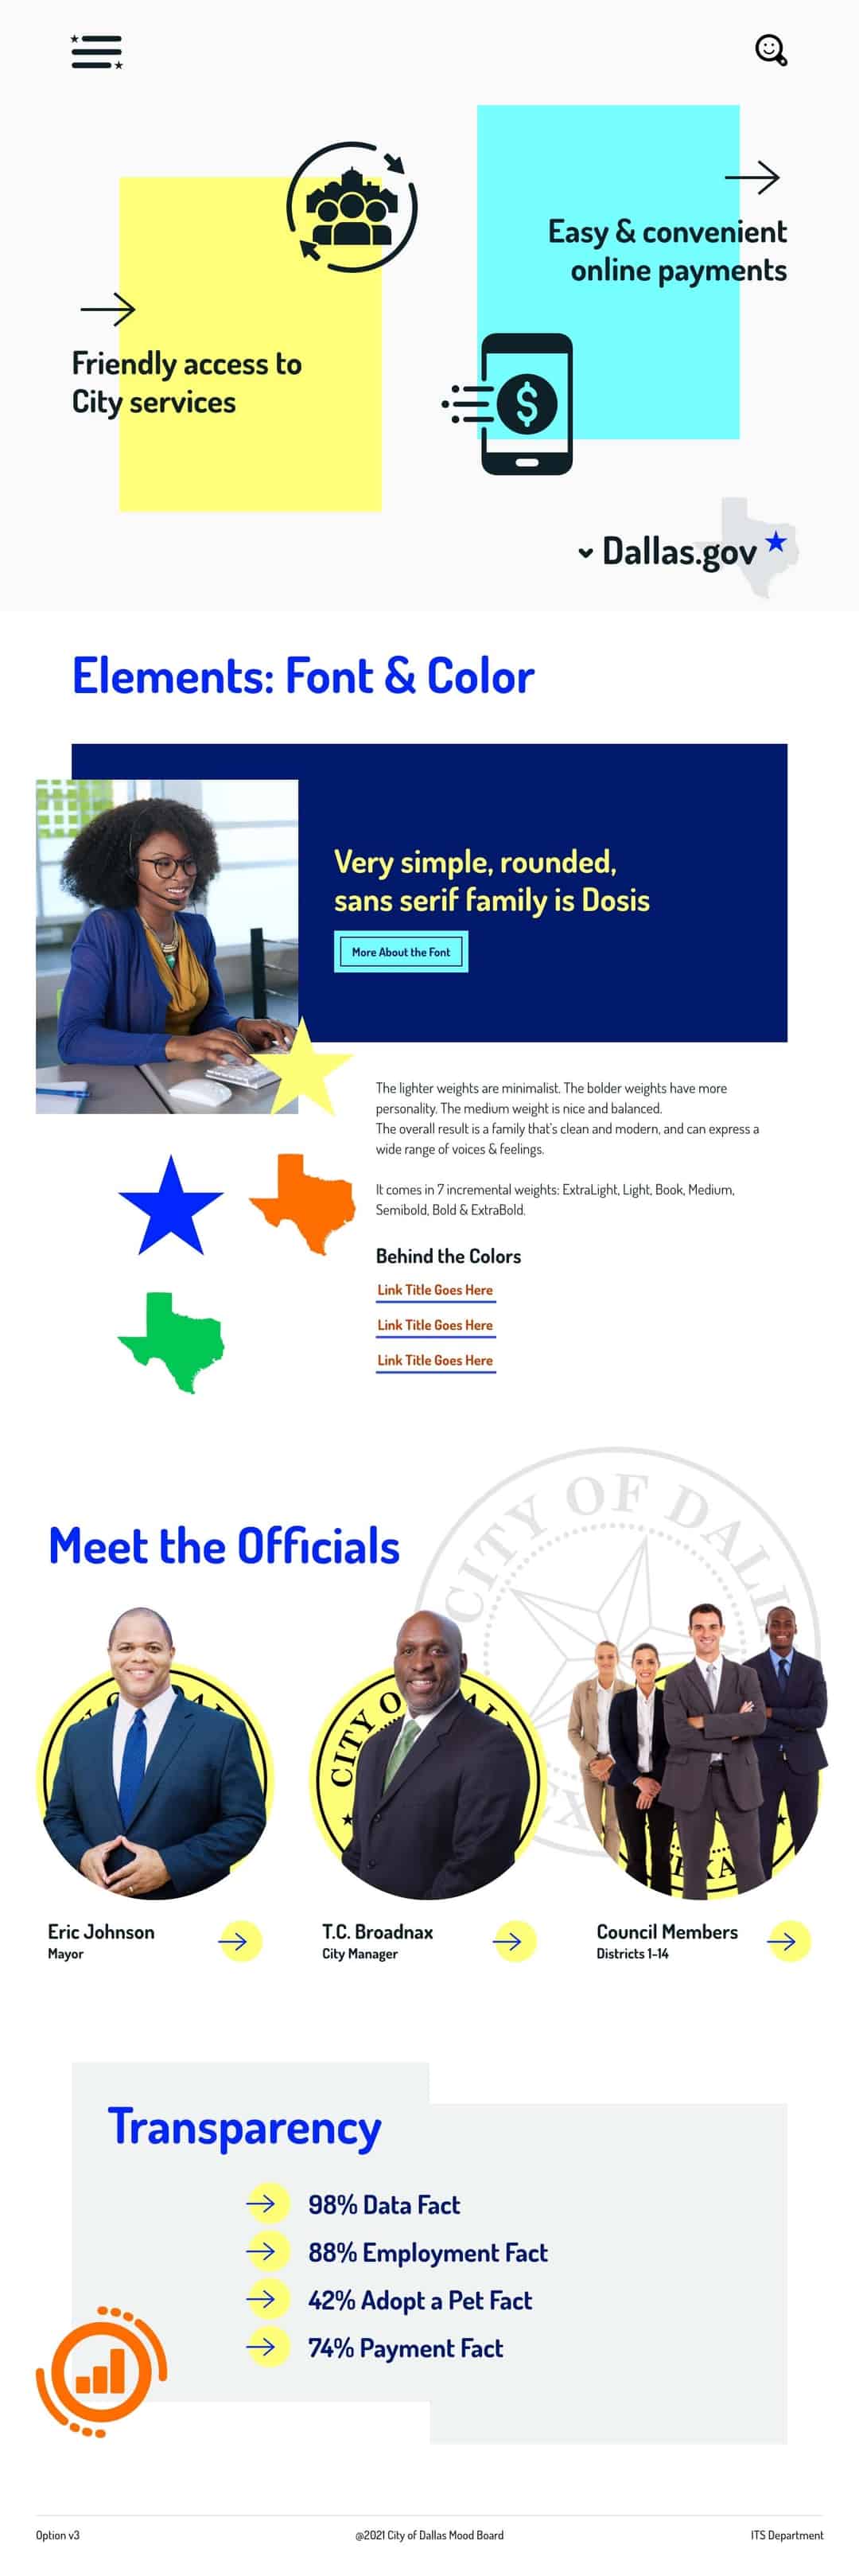 Easy & convenient
online payments
Friendly access to
City services
$
Dallas.gov
Elements: Font & Color
Very simple, rounded,
sans serif family is Dosis
More About the Font
The lighter weights are minimalist. The bolder weights have more
personality. The medium weight is nice and balanced.
The overall result is a family that's clean and modern, and can express a
wide range of voices & feelings.
It comes in 7 incremental weights: ExtraLight, Light, Book, Medium,
Semibold, Bold & ExtraBold.
Behind the Colors
Link Title Goes Here
Link Title Goes Here
Link Title Goes Here
CITY OF DALL
Meet the Officials
CITY O
Eric Johnson
Mayor
T.C. Broadnax
City Manager
Council Members
Districts 1-14
Transparency
98% Data Fact
88% Employment Fact
42% Adopt a Pet Fact
74% Payment Fact
Option v3
@2021 City of Dallas Mood Board
ITS Department